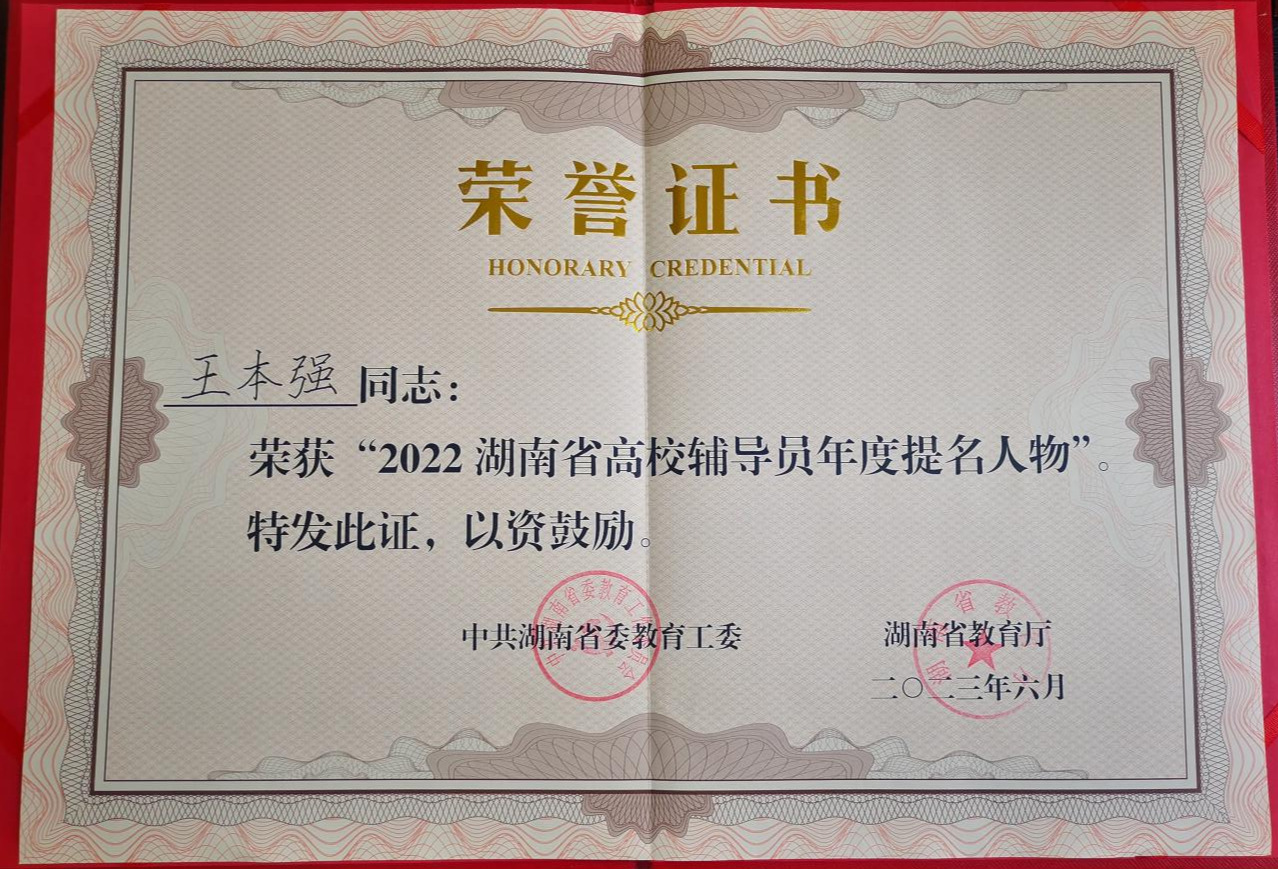 荣誉证书
HONORARY CREDENTIAL
王本强同志：
荣获“2022湖南省高校辅导员年度提名人物”。
特发此证，以资鼓励。
中共湖南省委教育工委 湖南省教育厅
二〇二三年六月